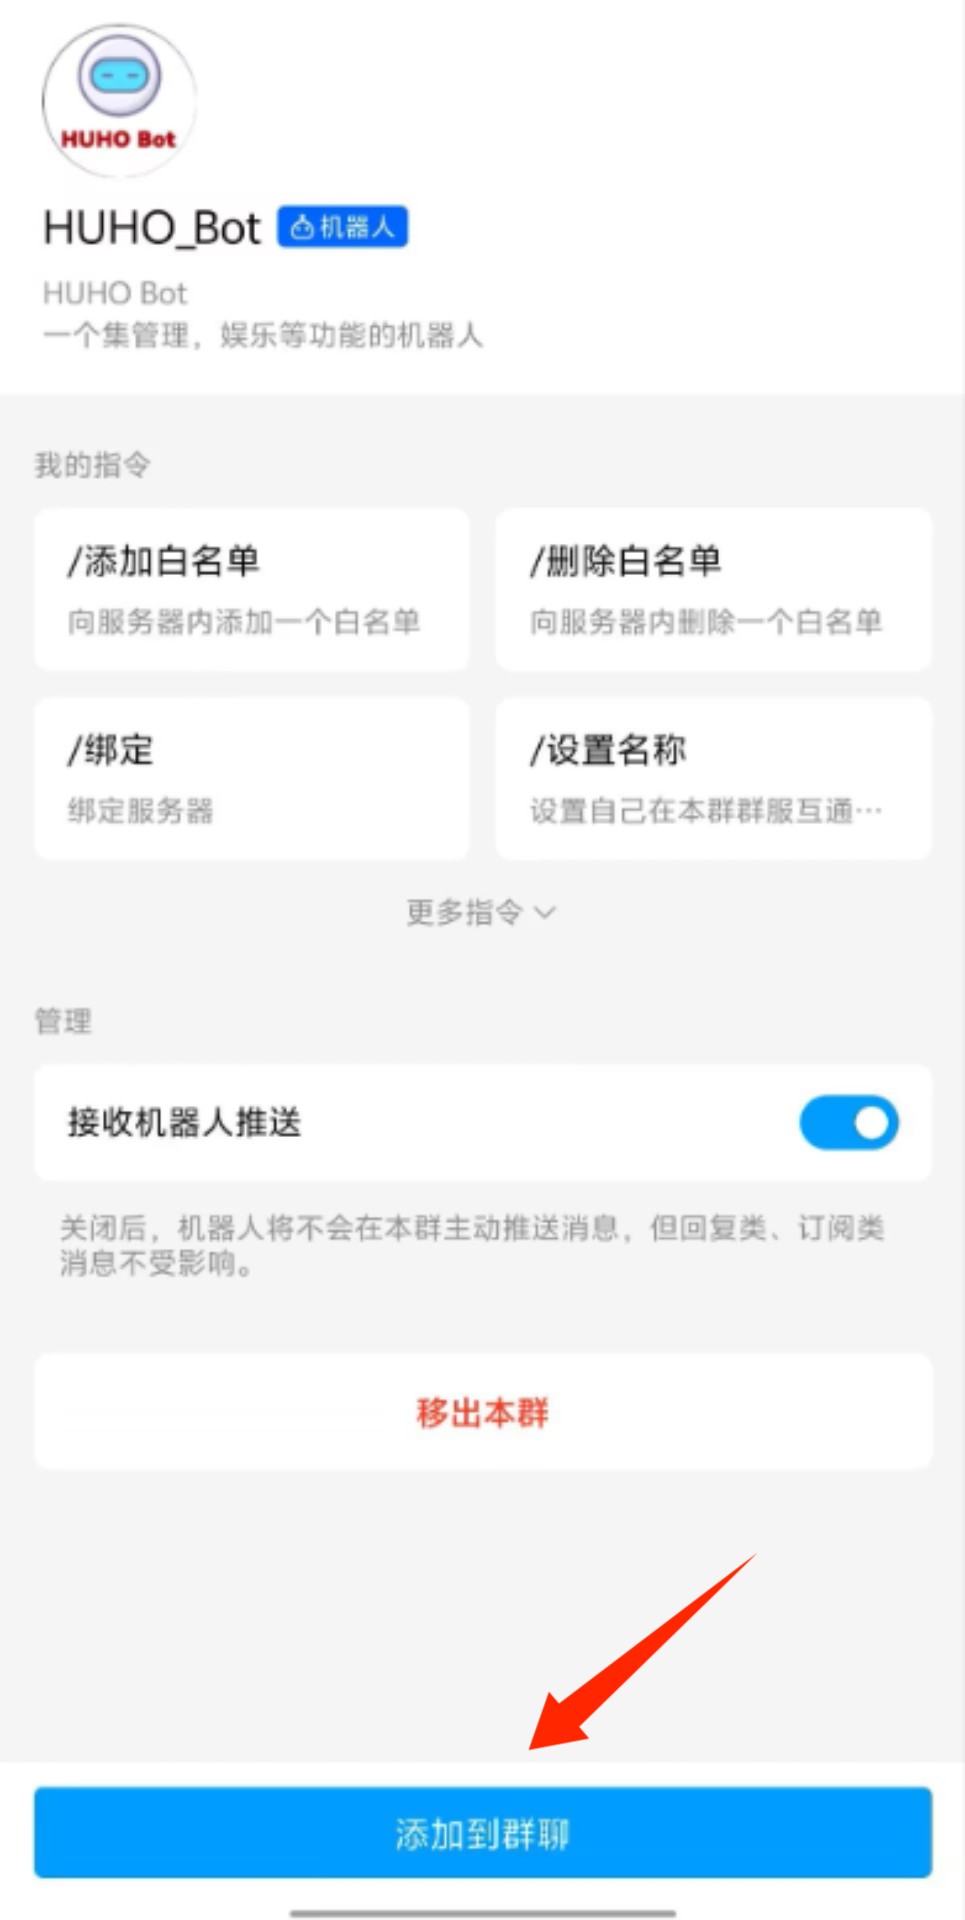 HUHO Bot
HUHO_Bot 机器人
HUHO Bot
一个集管理，娱乐等功能的机器人
我的指令
/添加白名单
向服务器内添加一个白名单
/删除白名单
向服务器内删除一个白名单
/绑定
绑定服务器
/设置名称
设置自己在本群群服互通…
更多指令
管理
接收机器人推送
关闭后，机器人将不会在本群主动推送消息，但回复类、订阅类
消息不受影响。
移出本群
添加到群聊